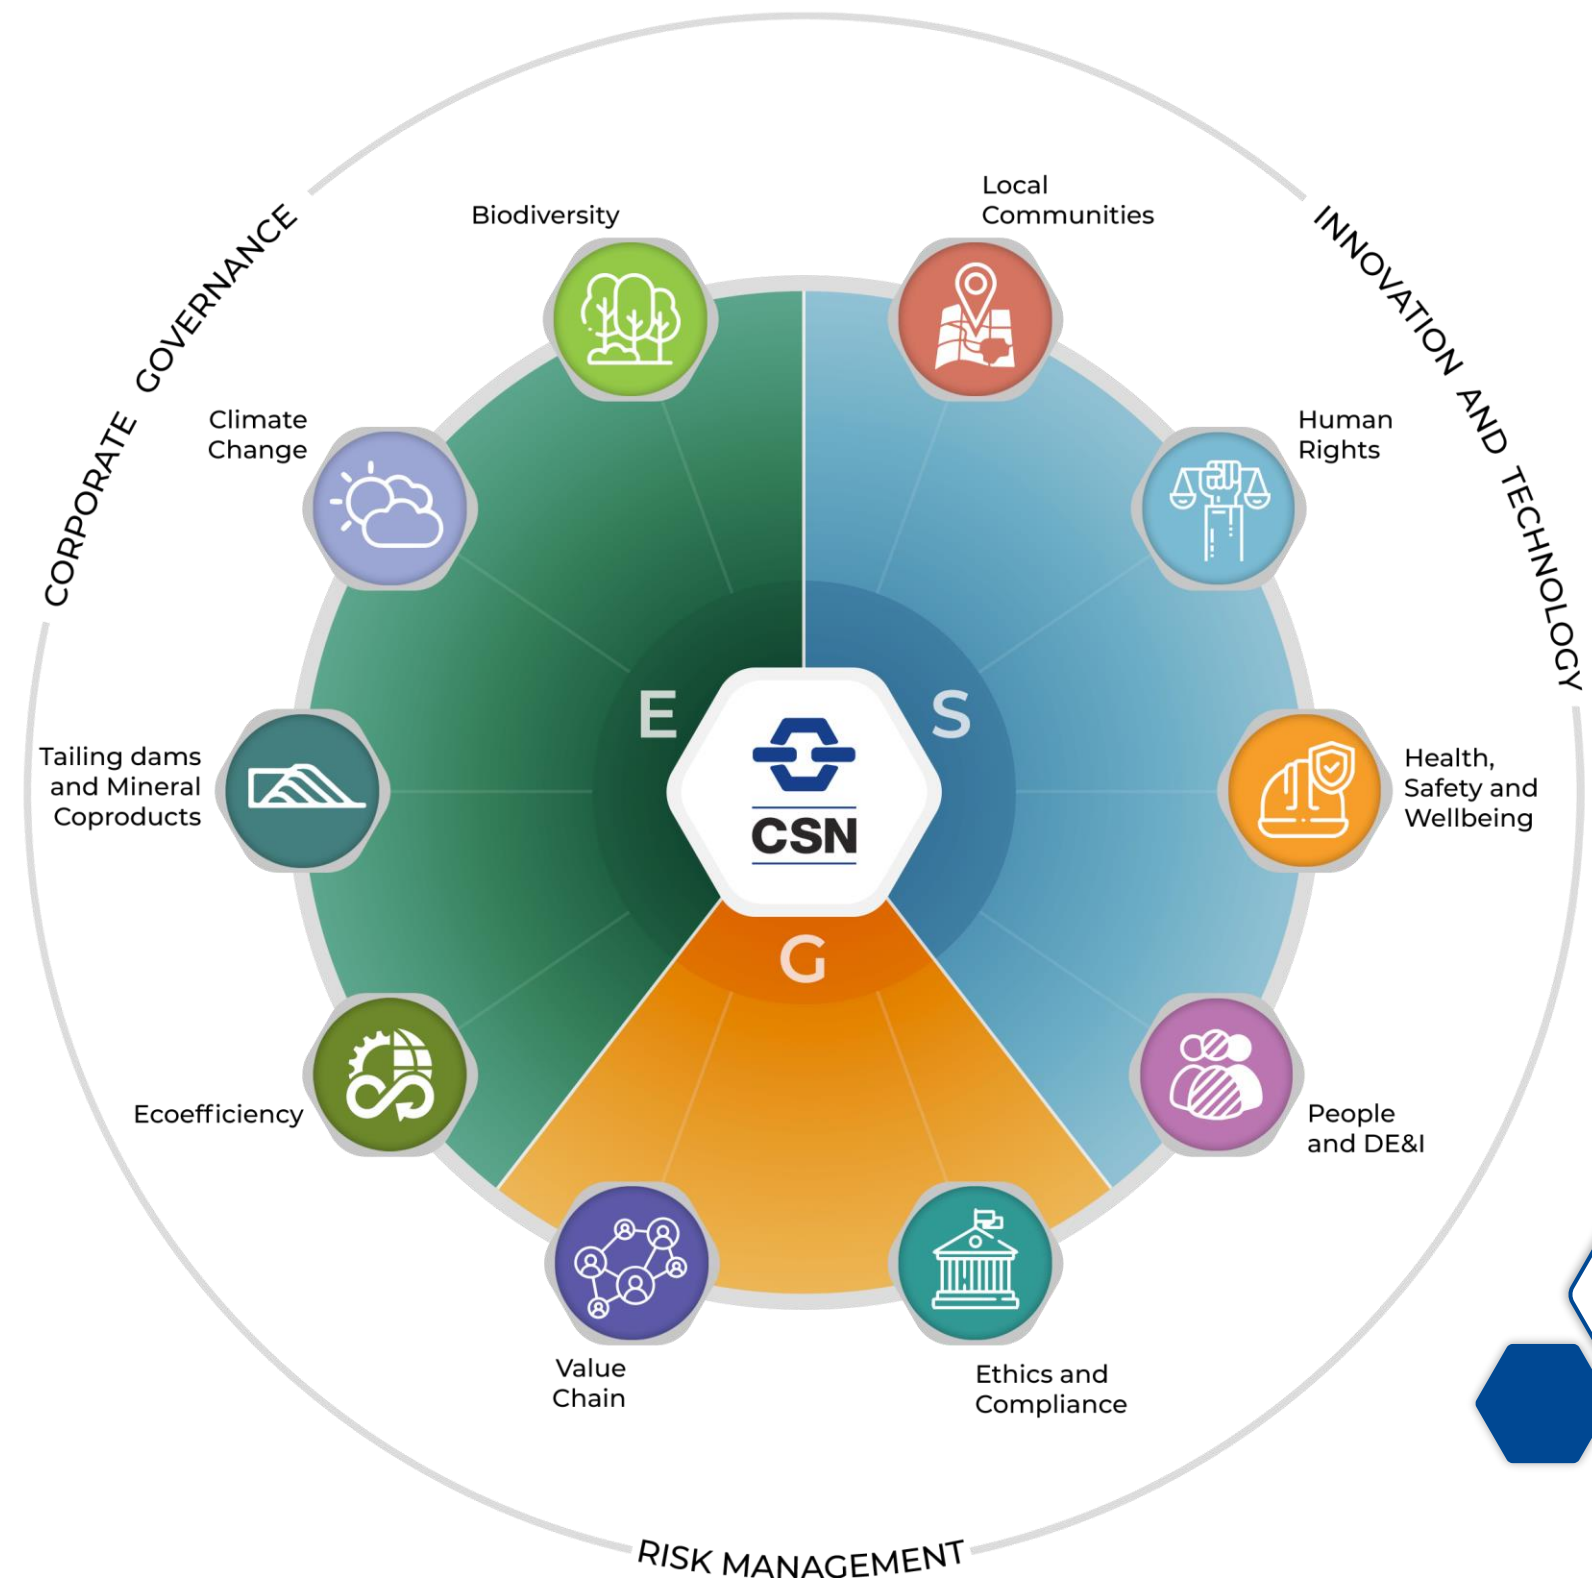 Local
Communities
Biodiversity
CORPORATE GOVERNANCE
INNOVATION AND TECHNOLOGY
Climate
Change
Human
Rights
E
S
Tailing dams
and Mineral
Coproducts
CSN
Health,
Safety and
Wellbeing
G
Ecoefficiency
People
and DE&I
Value
Chain
Ethics and
Compliance
RISK MANAGEMENT